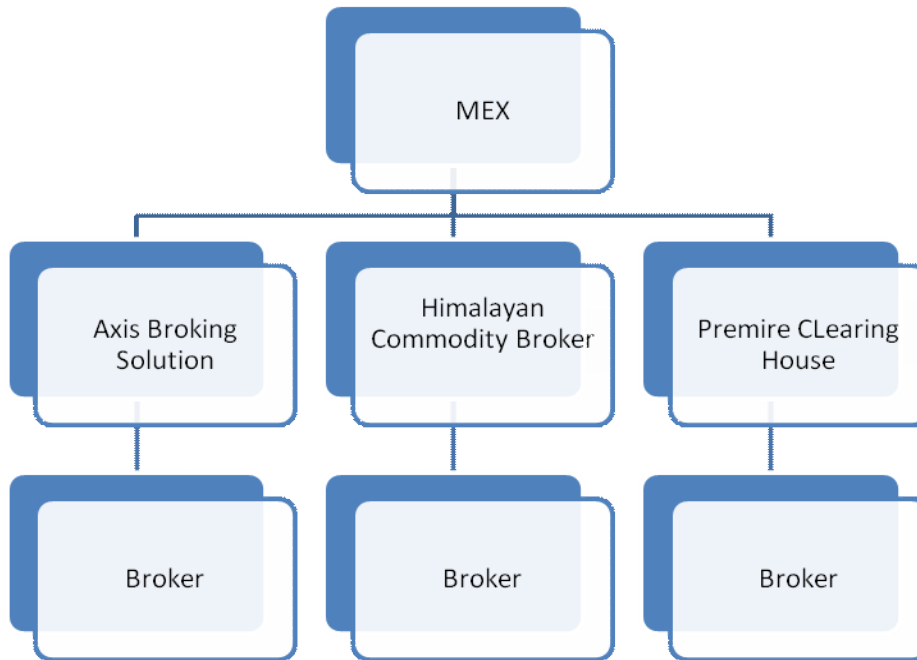 MEX
Axis Broking
Solution
Himalayan
Commodity Broker
Premire CLearing
House
Broker
Broker
Broker